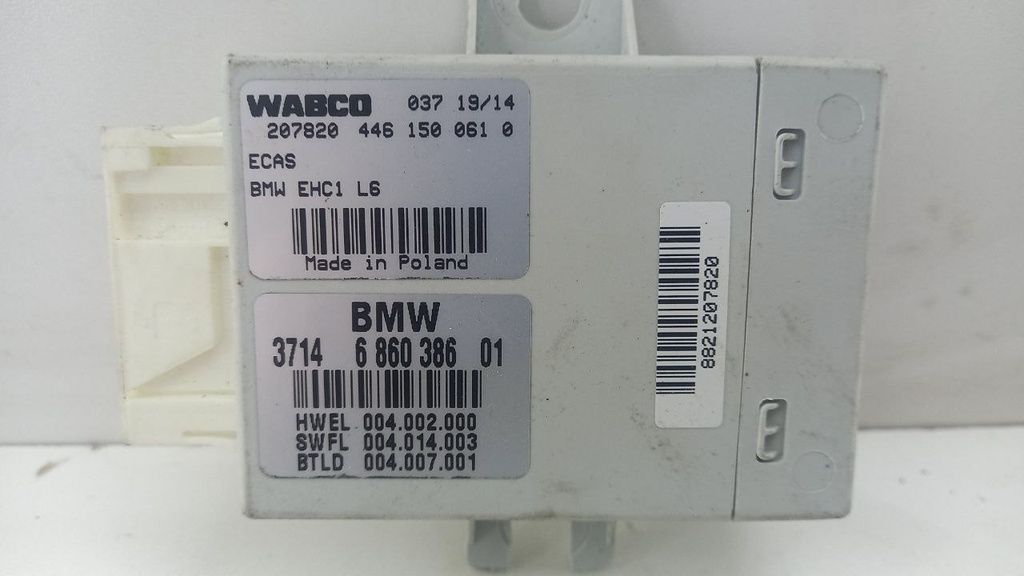 WABCO 037 19/14
207820 446 150 061 0
ECAS
BMW EHC1 L6
Made in Poland
BMW
3714 6 860 386 01
HWEL 004.002.000
SWFL 004.014.003
BTLD 004.007.001
8821207820